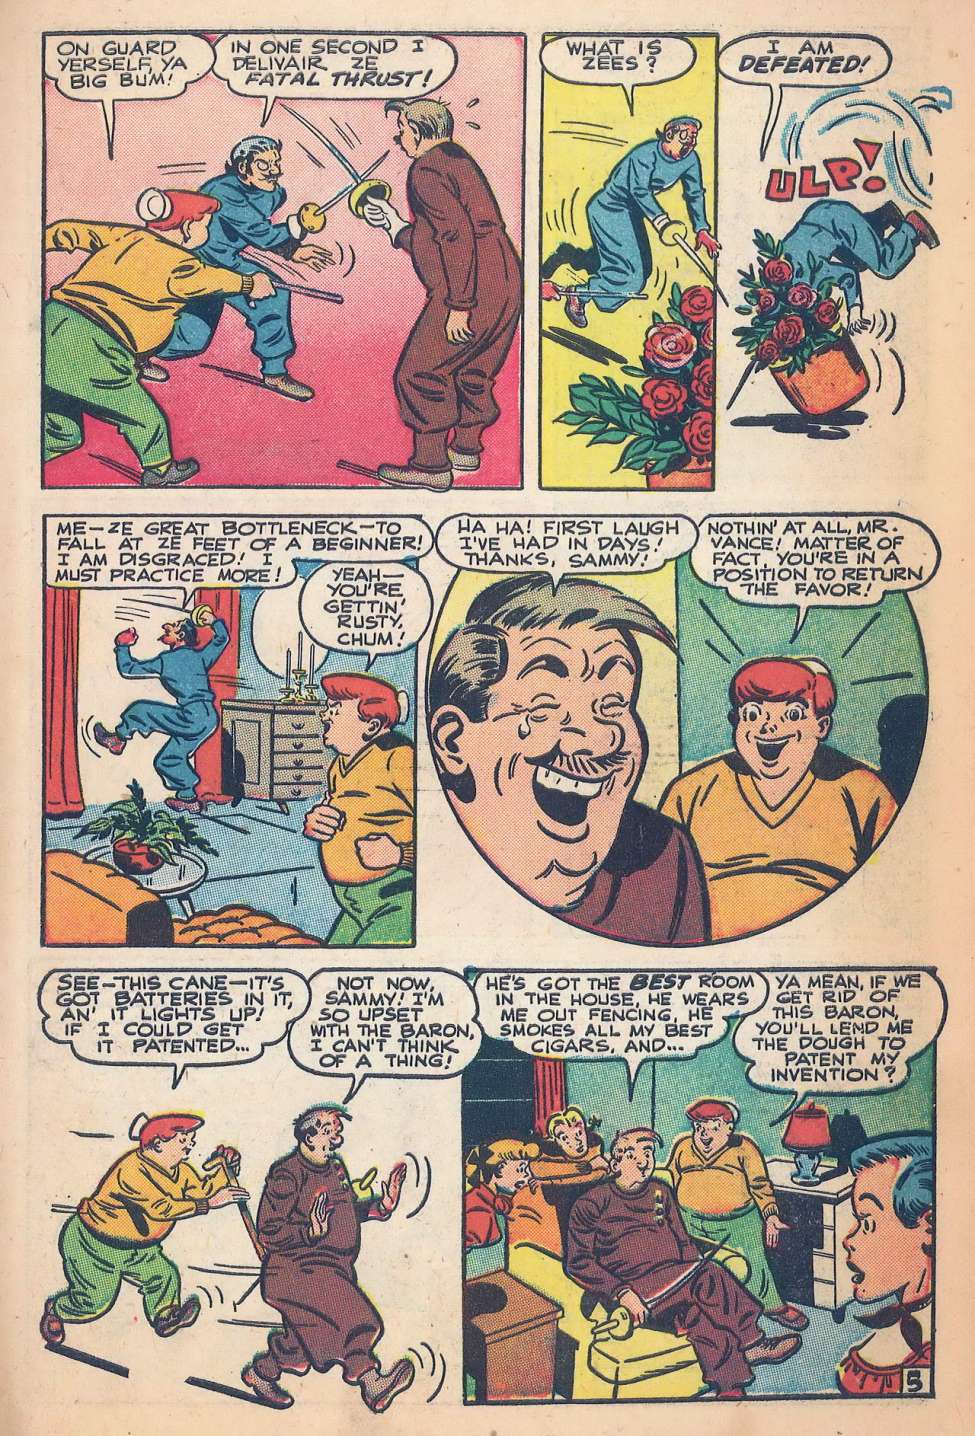 ON GUARD
YERSELF, YA
BIG BUM!
IN ONE SECOND I
DELIVAIR ZE
FATAL THRUST!
WHAT IS
ZEES?
I AM
DEFEATED!
ULP!
ME-ZE GREAT BOTTLENECK-TO
FALL AT ZE FEET OF A BEGINNER!
I AM DISGRACED! I
MUST PRACTICE MORE!
YEAH-
YOU'RE
GETTIN'
RUSTY,
CHUM!
HA HA! FIRST LAUGH
I'VE HAD IN DAYS!
THANKS, SAMMY!
NOTHIN' AT ALL, MR.
VANCE! MATTER OF
FACT, YOU'RE IN A
POSITION TO RETURN
THE FAVOR!
SEE-THIS CANE-IT'S
GOT BATTERIES IN IT,
AN' IT LIGHTS UP!
IF I COULD GET
IT PATENTED...
NOT NOW,
SAMMY! I'M
SO UPSET
WITH THE BARON,
I CAN'T THINK
OF A THING!
HE'S GOT THE BEST ROOM
IN THE HOUSE, HE WEARS
ME OUT FENCING, HE
SMOKES ALL MY BEST
CIGARS, AND...
YA MEAN, IF WE
GET RID OF
THIS BARON,
YOU'LL LEND ME
THE DOUGH TO
PATENT MY
INVENTION?
5